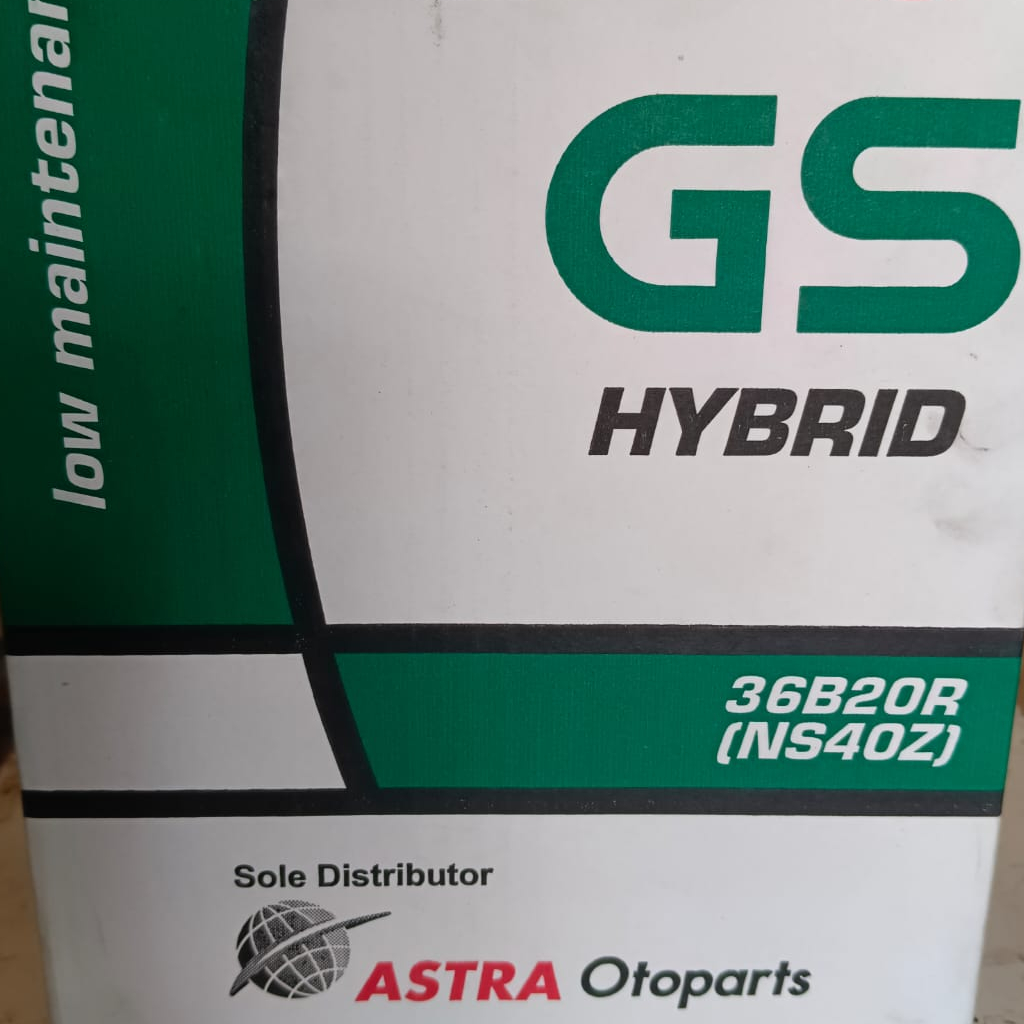 low maintenan
GS
HYBRID
36B20R
(NS40Z)
Sole Distributor
ASTRA Otoparts